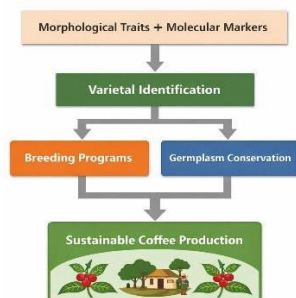 Morphological Traits + Molecular Markers
Varietal Identification
Breeding Programs
Germplasm Conservation
Sustainable Coffee Production